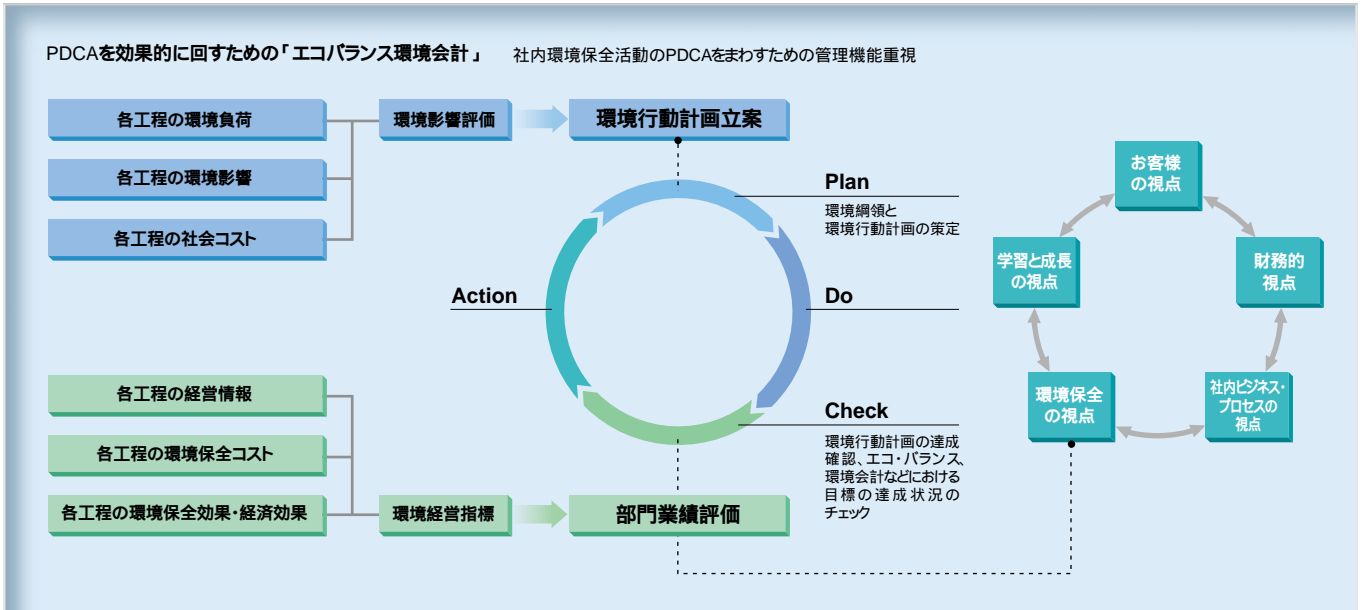 PDCAを効果的に回すための「エコバランス環境会計」 社内環境保全活動のPDCAをまわすための管理機能重視
各工程の環境負荷
環境影響評価
環境行動計画立案
各工程の環境影響
各工程の社会コスト
Plan
環境綱領と
環境行動計画の策定
Action
Do
各工程の経営情報
各工程の環境保全コスト
各工程の環境保全効果・経済効果
環境経営指標
部門業績評価
Check
環境行動計画の達成
確認、エコ・バランス、
環境会計などにおける
目標の達成状況の
チェック
お客様
の視点
学習と成長
の視点
財務的
視点
環境保全
の視点
社内ビジネス・
プロセスの
視点